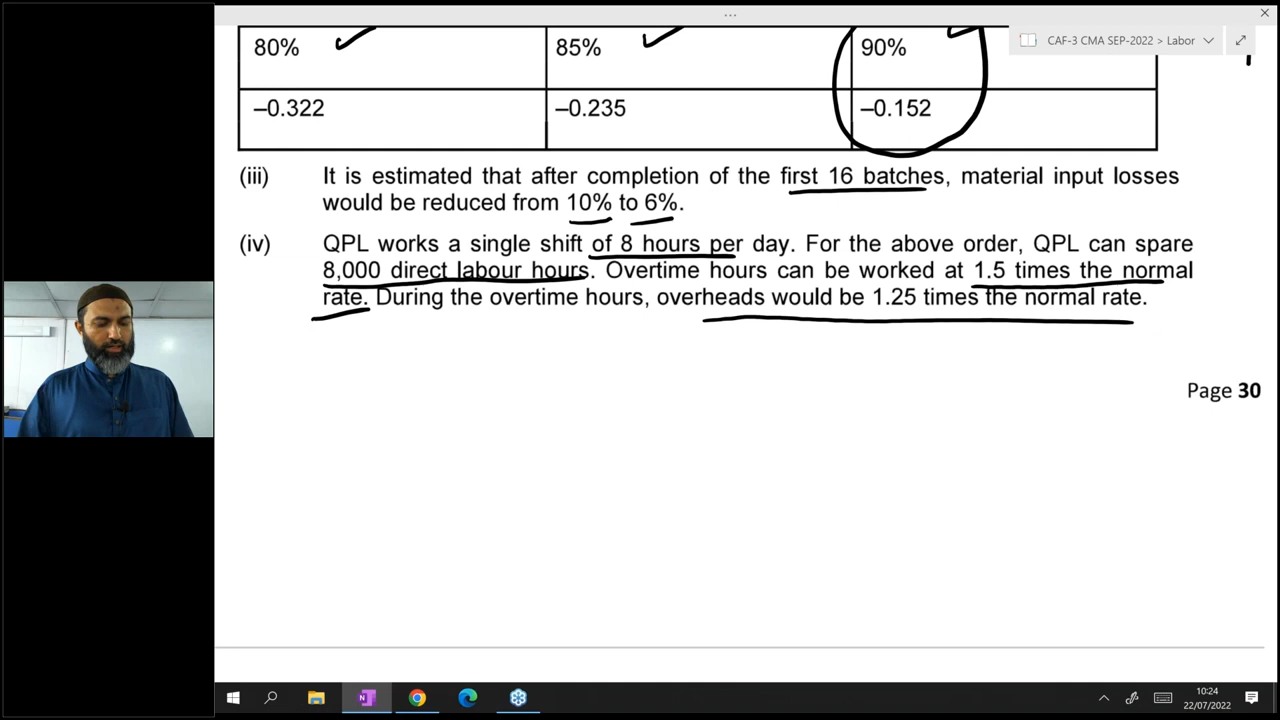 80% 85% 90%
CAF-3 CMA SEP-2022 > Labor
–0.322 –0.235 –0.152
(iii) It is estimated that after completion of the first 16 batches, material input losses
would be reduced from 10% to 6%.
(iv) QPL works a single shift of 8 hours per day. For the above order, QPL can spare
8,000 direct labour hours. Overtime hours can be worked at 1.5 times the normal
rate. During the overtime hours, overheads would be 1.25 times the normal rate.
Page 30
10:24
22/07/2022